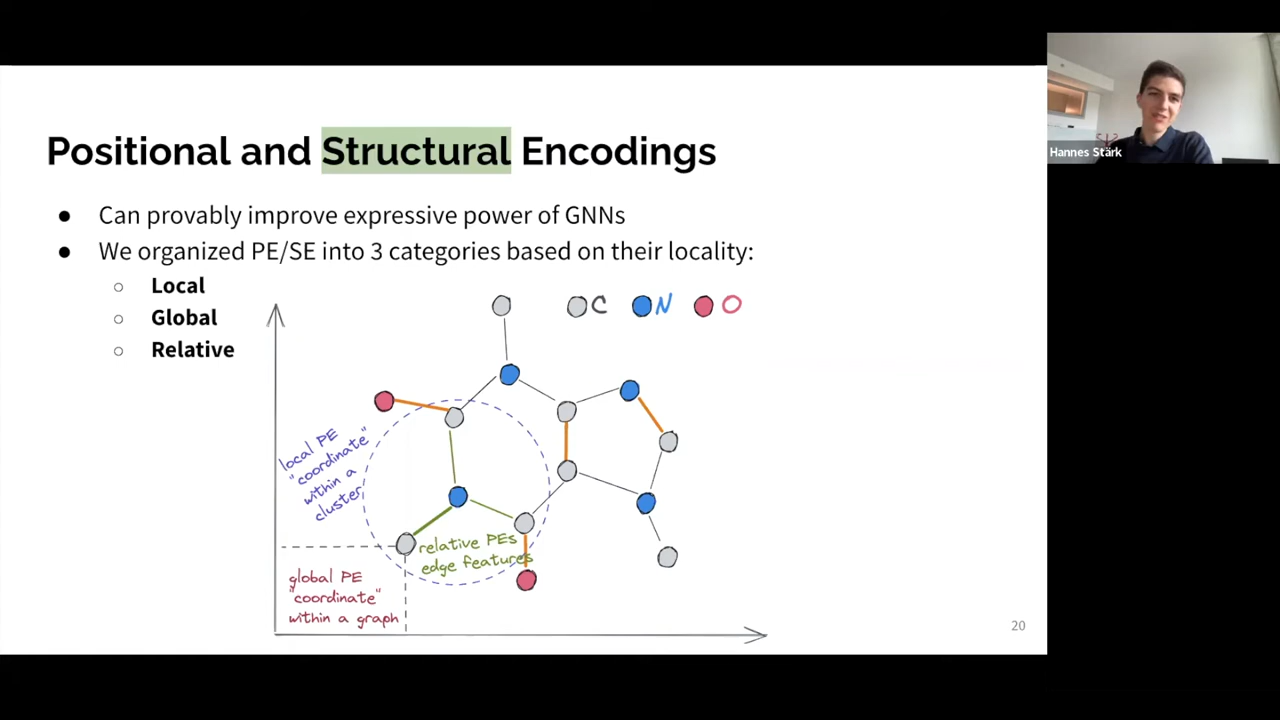 Positional and Structural Encodings
Hannes Stärk
● Can provably improve expressive power of GNNs
● We organized PE/SE into 3 categories based on their locality:
○ Local
○ Global
○ Relative
C N O
local PE
"coordinate"
within a
cluster
relative PEs
edge features
global PE
"coordinate"
within a graph
20